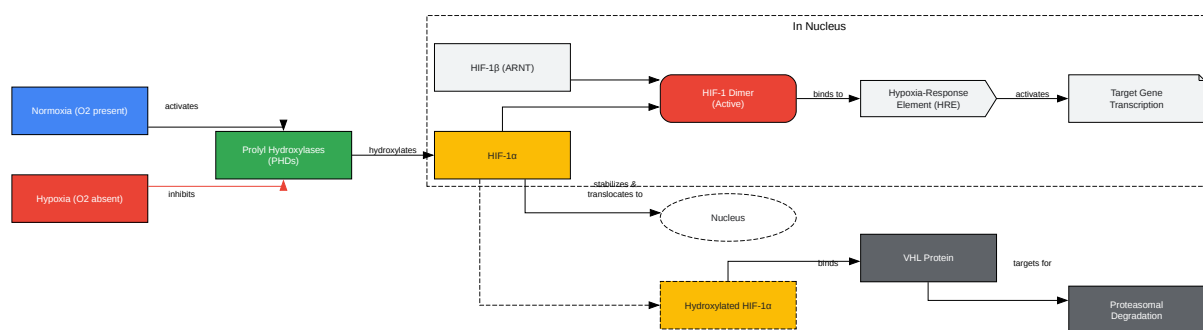 In Nucleus
HIF-1β (ARNT)
Normoxia (O2 present)
activates
HIF-1 Dimer
(Active)
binds to
Hypoxia-Response
Element (HRE)
activates
Target Gene
Transcription
Prolyl Hydroxylases
(PHDs)
hydroxylates
HIF-1α
Hypoxia (O2 absent)
inhibits
stabilizes &
translocates to
Nucleus
VHL Protein
binds
targets for
Hydroxylated HIF-1α
Proteasomal
Degradation